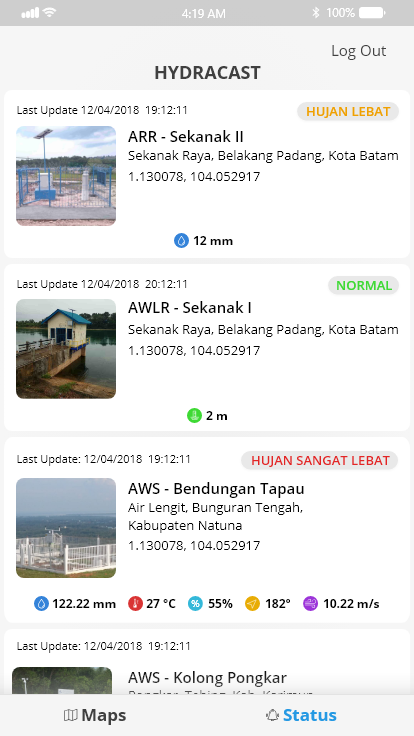 4:19 AM
100%
Log Out
HYDRACAST
Last Update 12/04/2018 19:12:11
HUJAN LEBAT
ARR - Sekanak II
Sekanak Raya, Belakang Padang, Kota Batam
1.130078, 104.052917
12 mm
Last Update 12/04/2018 20:12:11
NORMAL
AWLR - Sekanak I
Sekanak Raya, Belakang Padang, Kota Batam
1.130078, 104.052917
2 m
Last Update: 12/04/2018 19:12:11
HUJAN SANGAT LEBAT
AWS - Bendungan Tapau
Air Lengit, Bunguran Tengah,
Kabupaten Natuna
1.130078, 104.052917
122.22 mm 27 °C % 55% 182° 10.22 m/s
Last Update: 12/04/2018 19:12:11
AWS - Kolong Pongkar
Maps
Status